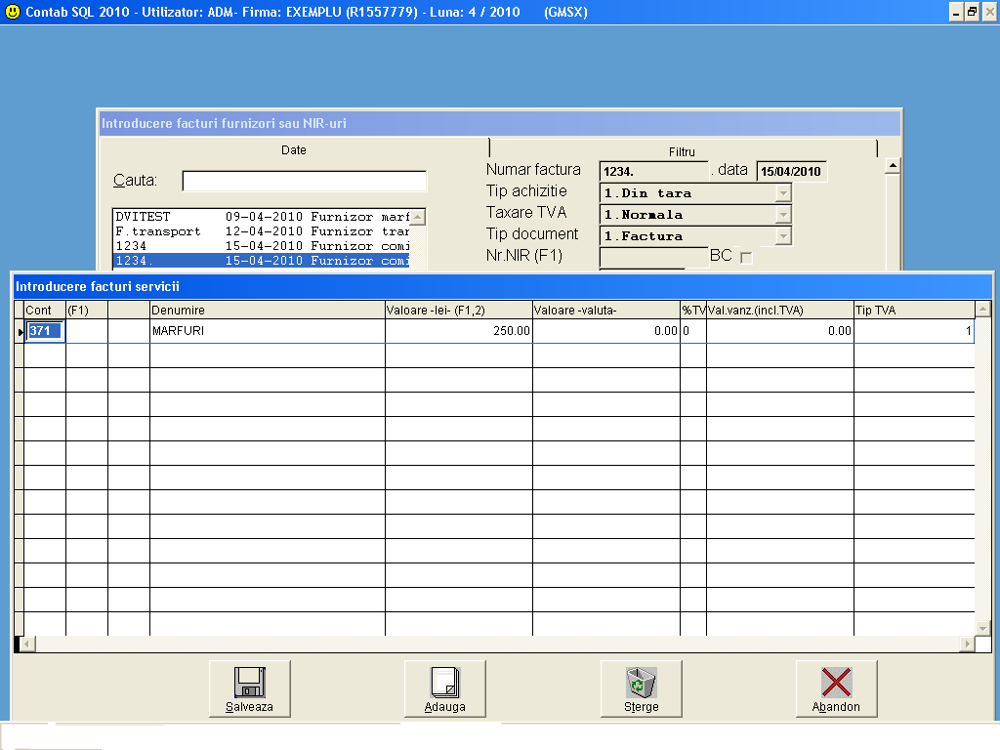 Contab SQL 2010 - Utilizator: ADM- Firma: EXEMPLU (R1557779) - Luna: 4 / 2010 (GMSX)
Introducere facturi furnizori sau NIR-uri
Date Filtru
Cauta:
DVITEST 09-04-2010 Furnizor
F.transport 12-04-2010 Furnizor
1234 15-04-2010 Furnizor
1234. 15-04-2010 Furnizor
Numar factura 1234. . data 15/04/2010
Tip achizitie 1.Din tara
Taxare TVA 1.Normala
Tip document 1.Factura
Nr.NIR (F1) BC
Introducere facturi servicii
Cont (F1) Denumire Valoare -lei- (F1,2) Valoare -valuta- %TV Val.vanz.(incl.TVA) Tip TVA
371 MARFURI 250.00 0.00 0 0.00 1
Salveaza Adauga Sterge Abandon